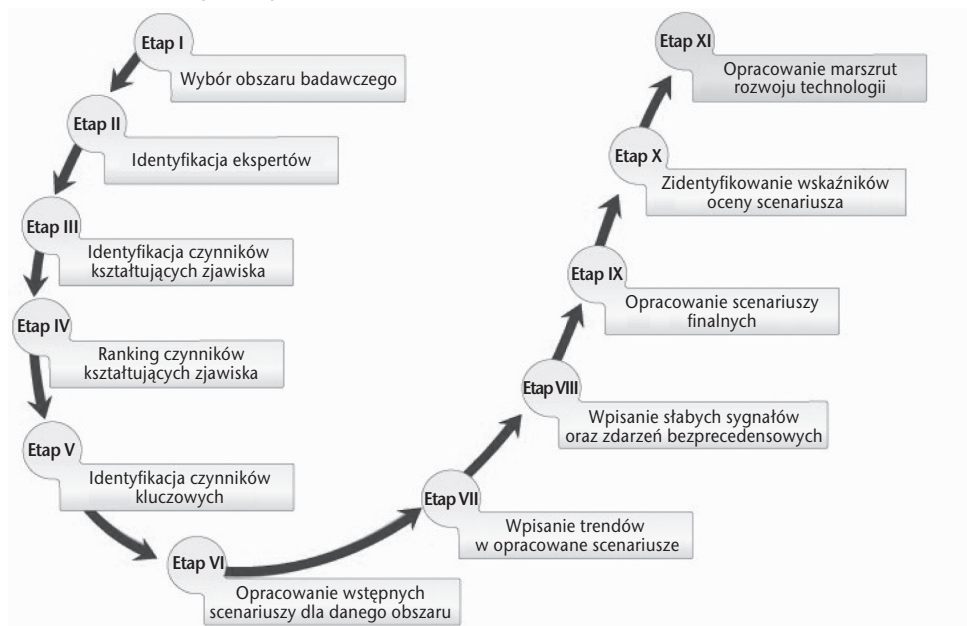 Etap I
Wybór obszaru badawczego
Etap II
Identyfikacja ekspertów
Etap III
Identyfikacja czynników
kształtujących zjawiska
Etap IV
Ranking czynników
kształtujących zjawiska
Etap V
Identyfikacja czynników
kluczowych
Etap VI
Opracowanie wstępnych
scenariuszy dla danego obszaru
Etap VII
Wpisanie trendów
w opracowane scenariusze
Etap VIII
Wpisanie słabych sygnałów
oraz zdarzeń bezprecedensowych
Etap IX
Opracowanie scenariuszy
finalnych
Etap X
Zidentyfikowanie wskaźników
oceny scenariusza
Etap XI
Opracowanie marszrut
rozwoju technologii